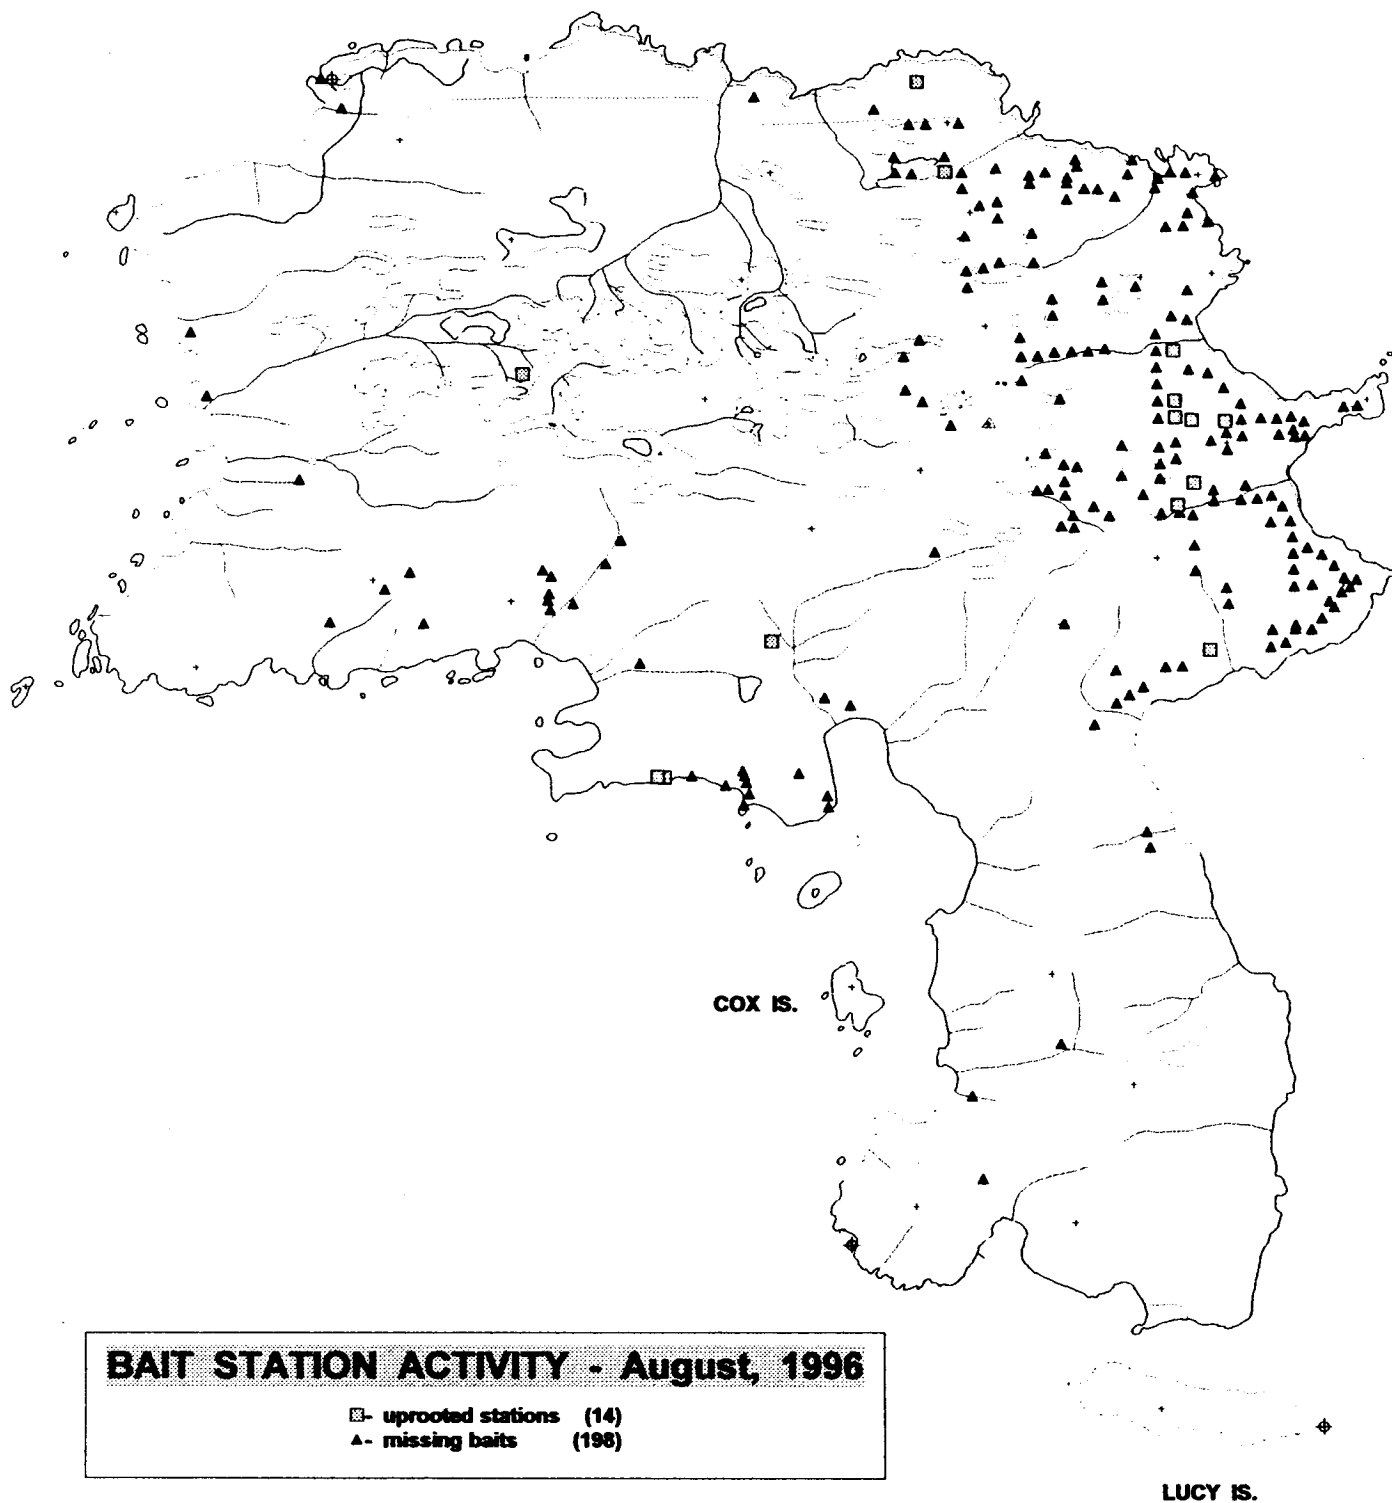 COX IS.
BAIT STATION ACTIVITY - August, 1996
- uprooted stations (14)
- missing baits (198)
LUCY IS.